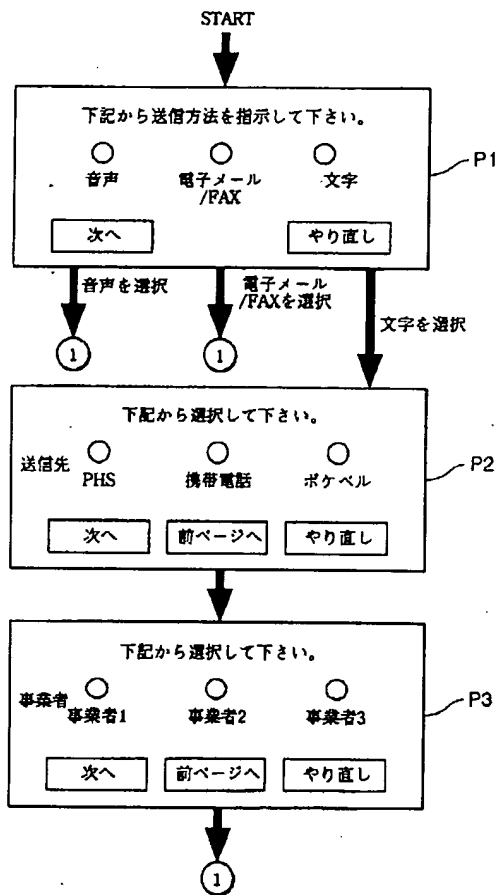 START
下記から送信方法を指示して下さい。
音声
電子メール
/FAX
文字
次へ
やり直し
P1
音声を選択
電子メール
/FAXを選択
文字を選択
1
1
下記から選択して下さい。
送信先
PHS
携帯電話
ポケベル
次へ
前ページへ
やり直し
P2
下記から選択して下さい。
事業者
事業者1
事業者2
事業者3
次へ
前ページへ
やり直し
P3
1